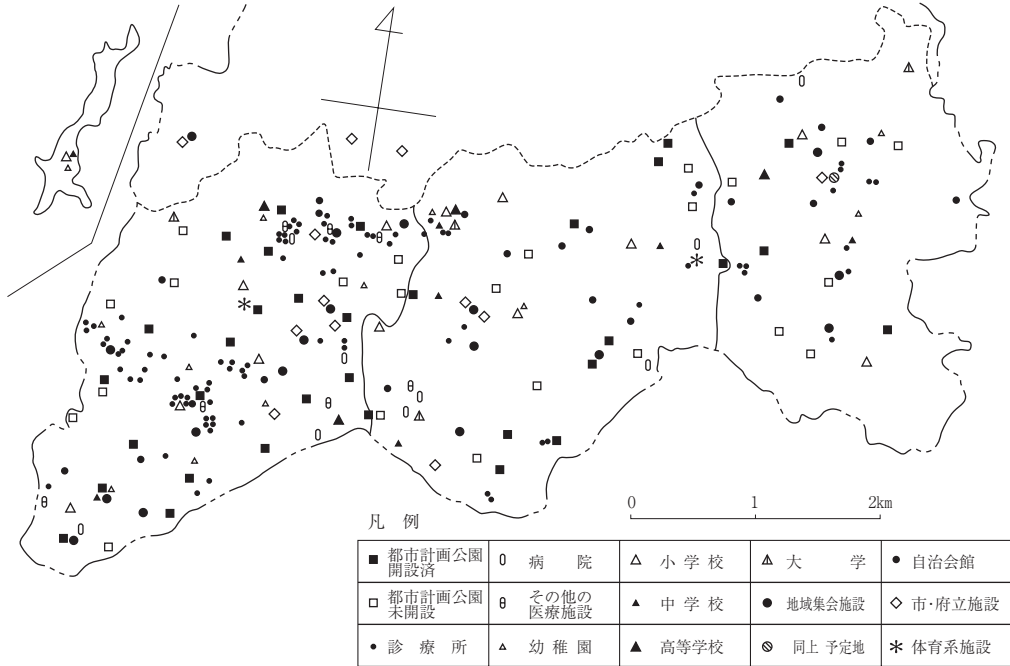 0 1 2km
凡 例
都市計画公園
開設済
病 院
小 学 校
大 学
自治会館
都市計画公園
未開設
その他の
医療施設
中 学 校
地域集会施設
市・府立施設
診 療 所
幼 稚 園
高等学校
同上 予定地
体育系施設